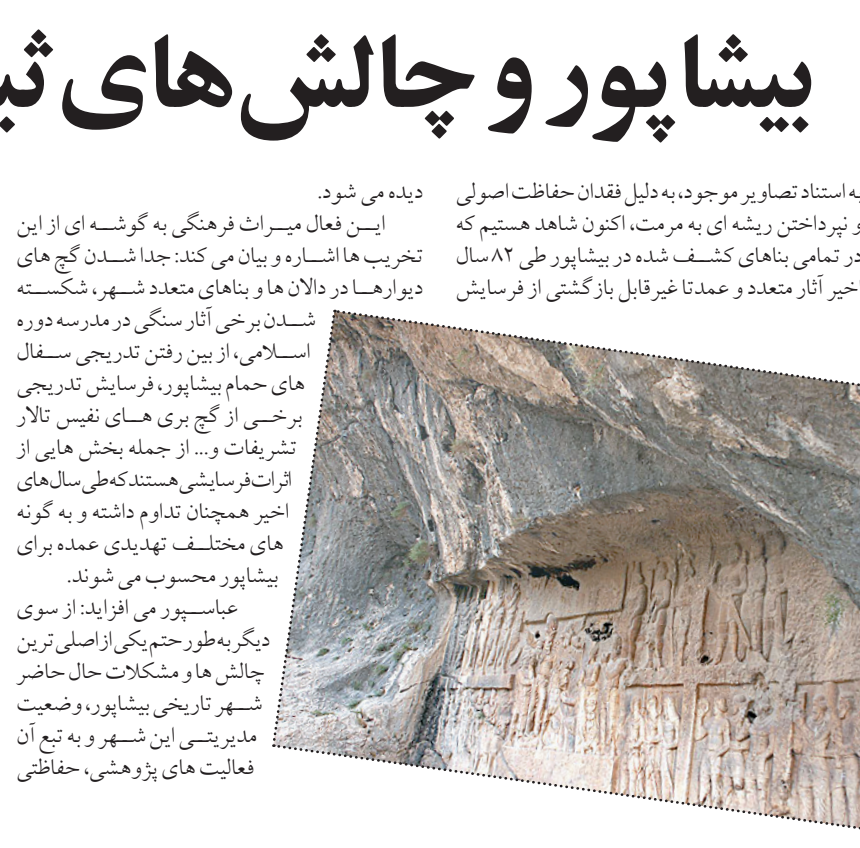 بیشاپور و چالش‌های
به استناد تصاویر موجود، به دلیل فقدان حفاظت اصولی
و نپرداختن ریشه ای به مرمت، اکنون شاهد هستیم که
در تمامی بناهای کشف شده در بیشاپور طی ۸۲ سال
اخیر آثار متعدد و عمدتا غیرقابل بازگشتی از فرسایش
دیده می شود.
این فعال میراث فرهنگی به گوشه ای از این
تخریب ها اشاره و بیان می کند: جدا شدن گچ های
دیوارها در دالان ها و بناهای متعدد شهر، شکسته
شدن برخی آثار سنگی در مدرسه دوره
اسلامی، از بین رفتن تدریجی سفال
های حمام بیشاپور، فرسایش تدریجی
برخی از گچ بری های نفیس تالار
تشریفات و... از جمله بخش هایی از
اثرات فرسایشی هستند که طی سال‌های
اخیر همچنان تداوم داشته و به گونه
های مختلف تهدیدی عمده برای
بیشاپور محسوب می شوند.
عباسپور می افزاید: از سوی
دیگر به طور حتم یکی از اصلی ترین
چالش ها و مشکلات حال حاضر
شهر تاریخی بیشاپور، وضعیت
مدیریتی این شهر و به تبع آن
فعالیت های پژوهشی، حفاظتی